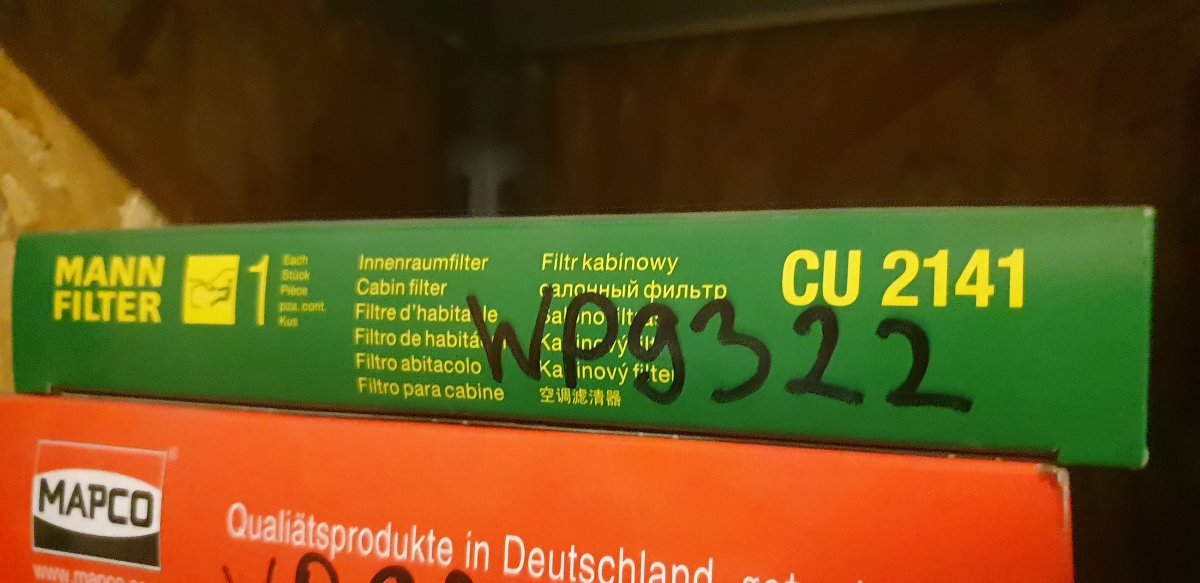 MANN
FILTER
1
Each
Stück
Pièce
pza. cont.
Kus
Innenraumfilter
Cabin filter
Filtre d'habitacle
Filtro de habitáculo
Filtro abitacolo
Filtro para cabine
Filtr kabinowy
салонный фильтр
Kabinový filter
空调滤清器
CU 2141
WPg322
MAPCO
Qualiätsprodukte in Deutschland